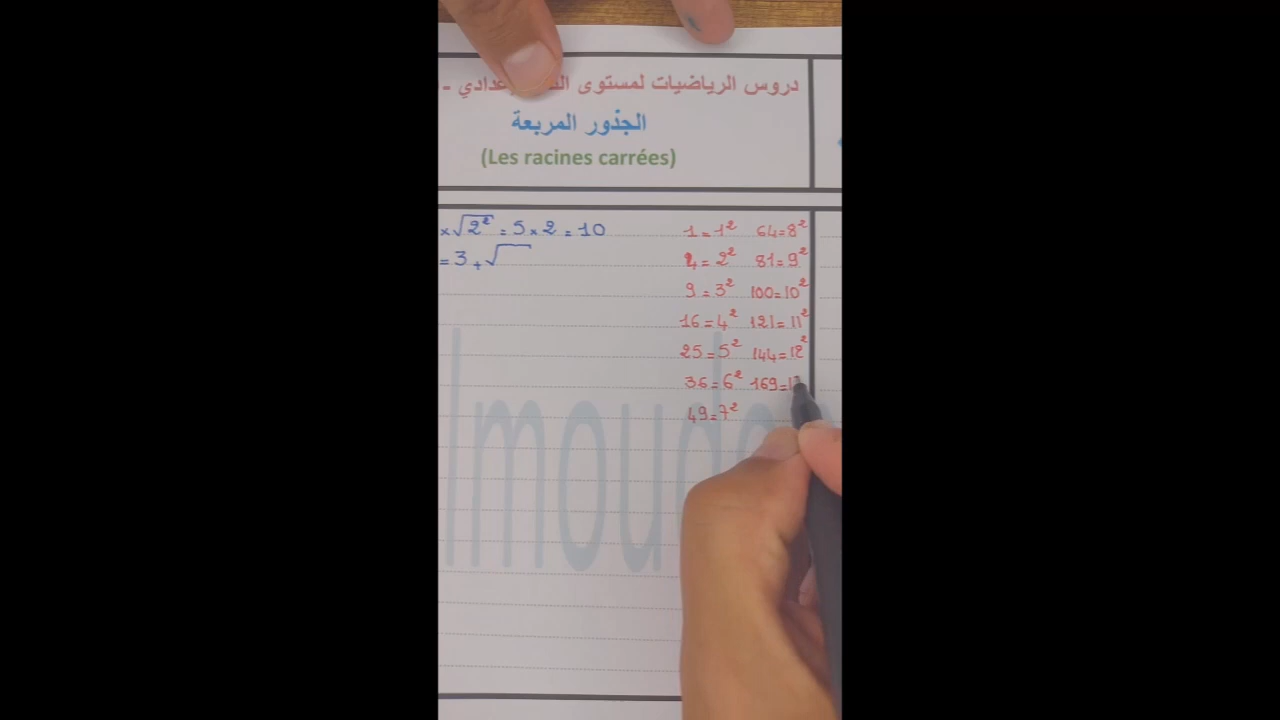 دروس الرياضيات لمستوى إعدادي -
الجذور المربعة
(Les racines carrées)
×√2² = 5 × 2 = 10
= 3 + √
1 = 1² 64 = 8²
4 = 2² 81 = 9²
9 = 3² 100 = 10²
16 = 4² 121 = 11²
25 = 5² 144 = 12²
36 = 6² 169 = 1
49 = 7²
lmouda